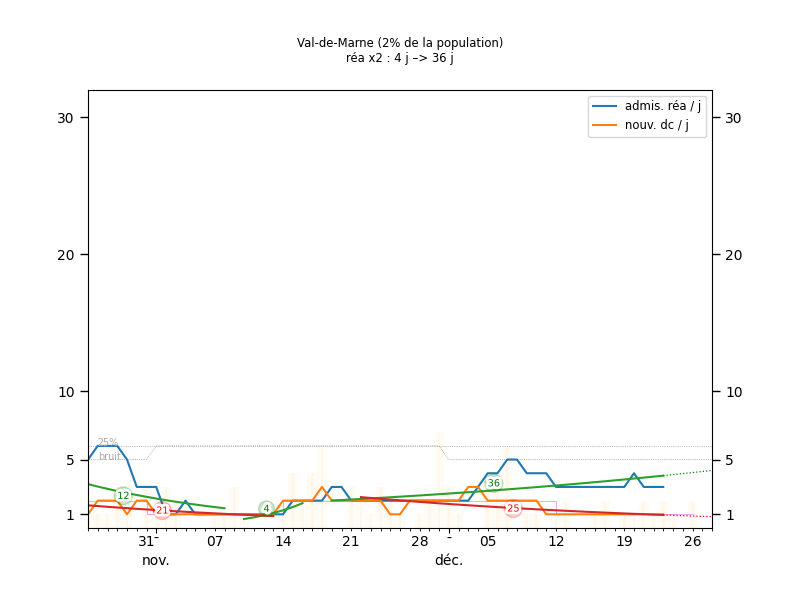 Val-de-Marne (2% de la population)
réa x2 : 4 j –> 36 j
admis. réa / j
nouv. dc / j
30 30
20 20
10 10
25%
bruit
5 5
36
12
4
21
25
1 1
31 07 14 21 28 05 12 19 26
nov. déc.